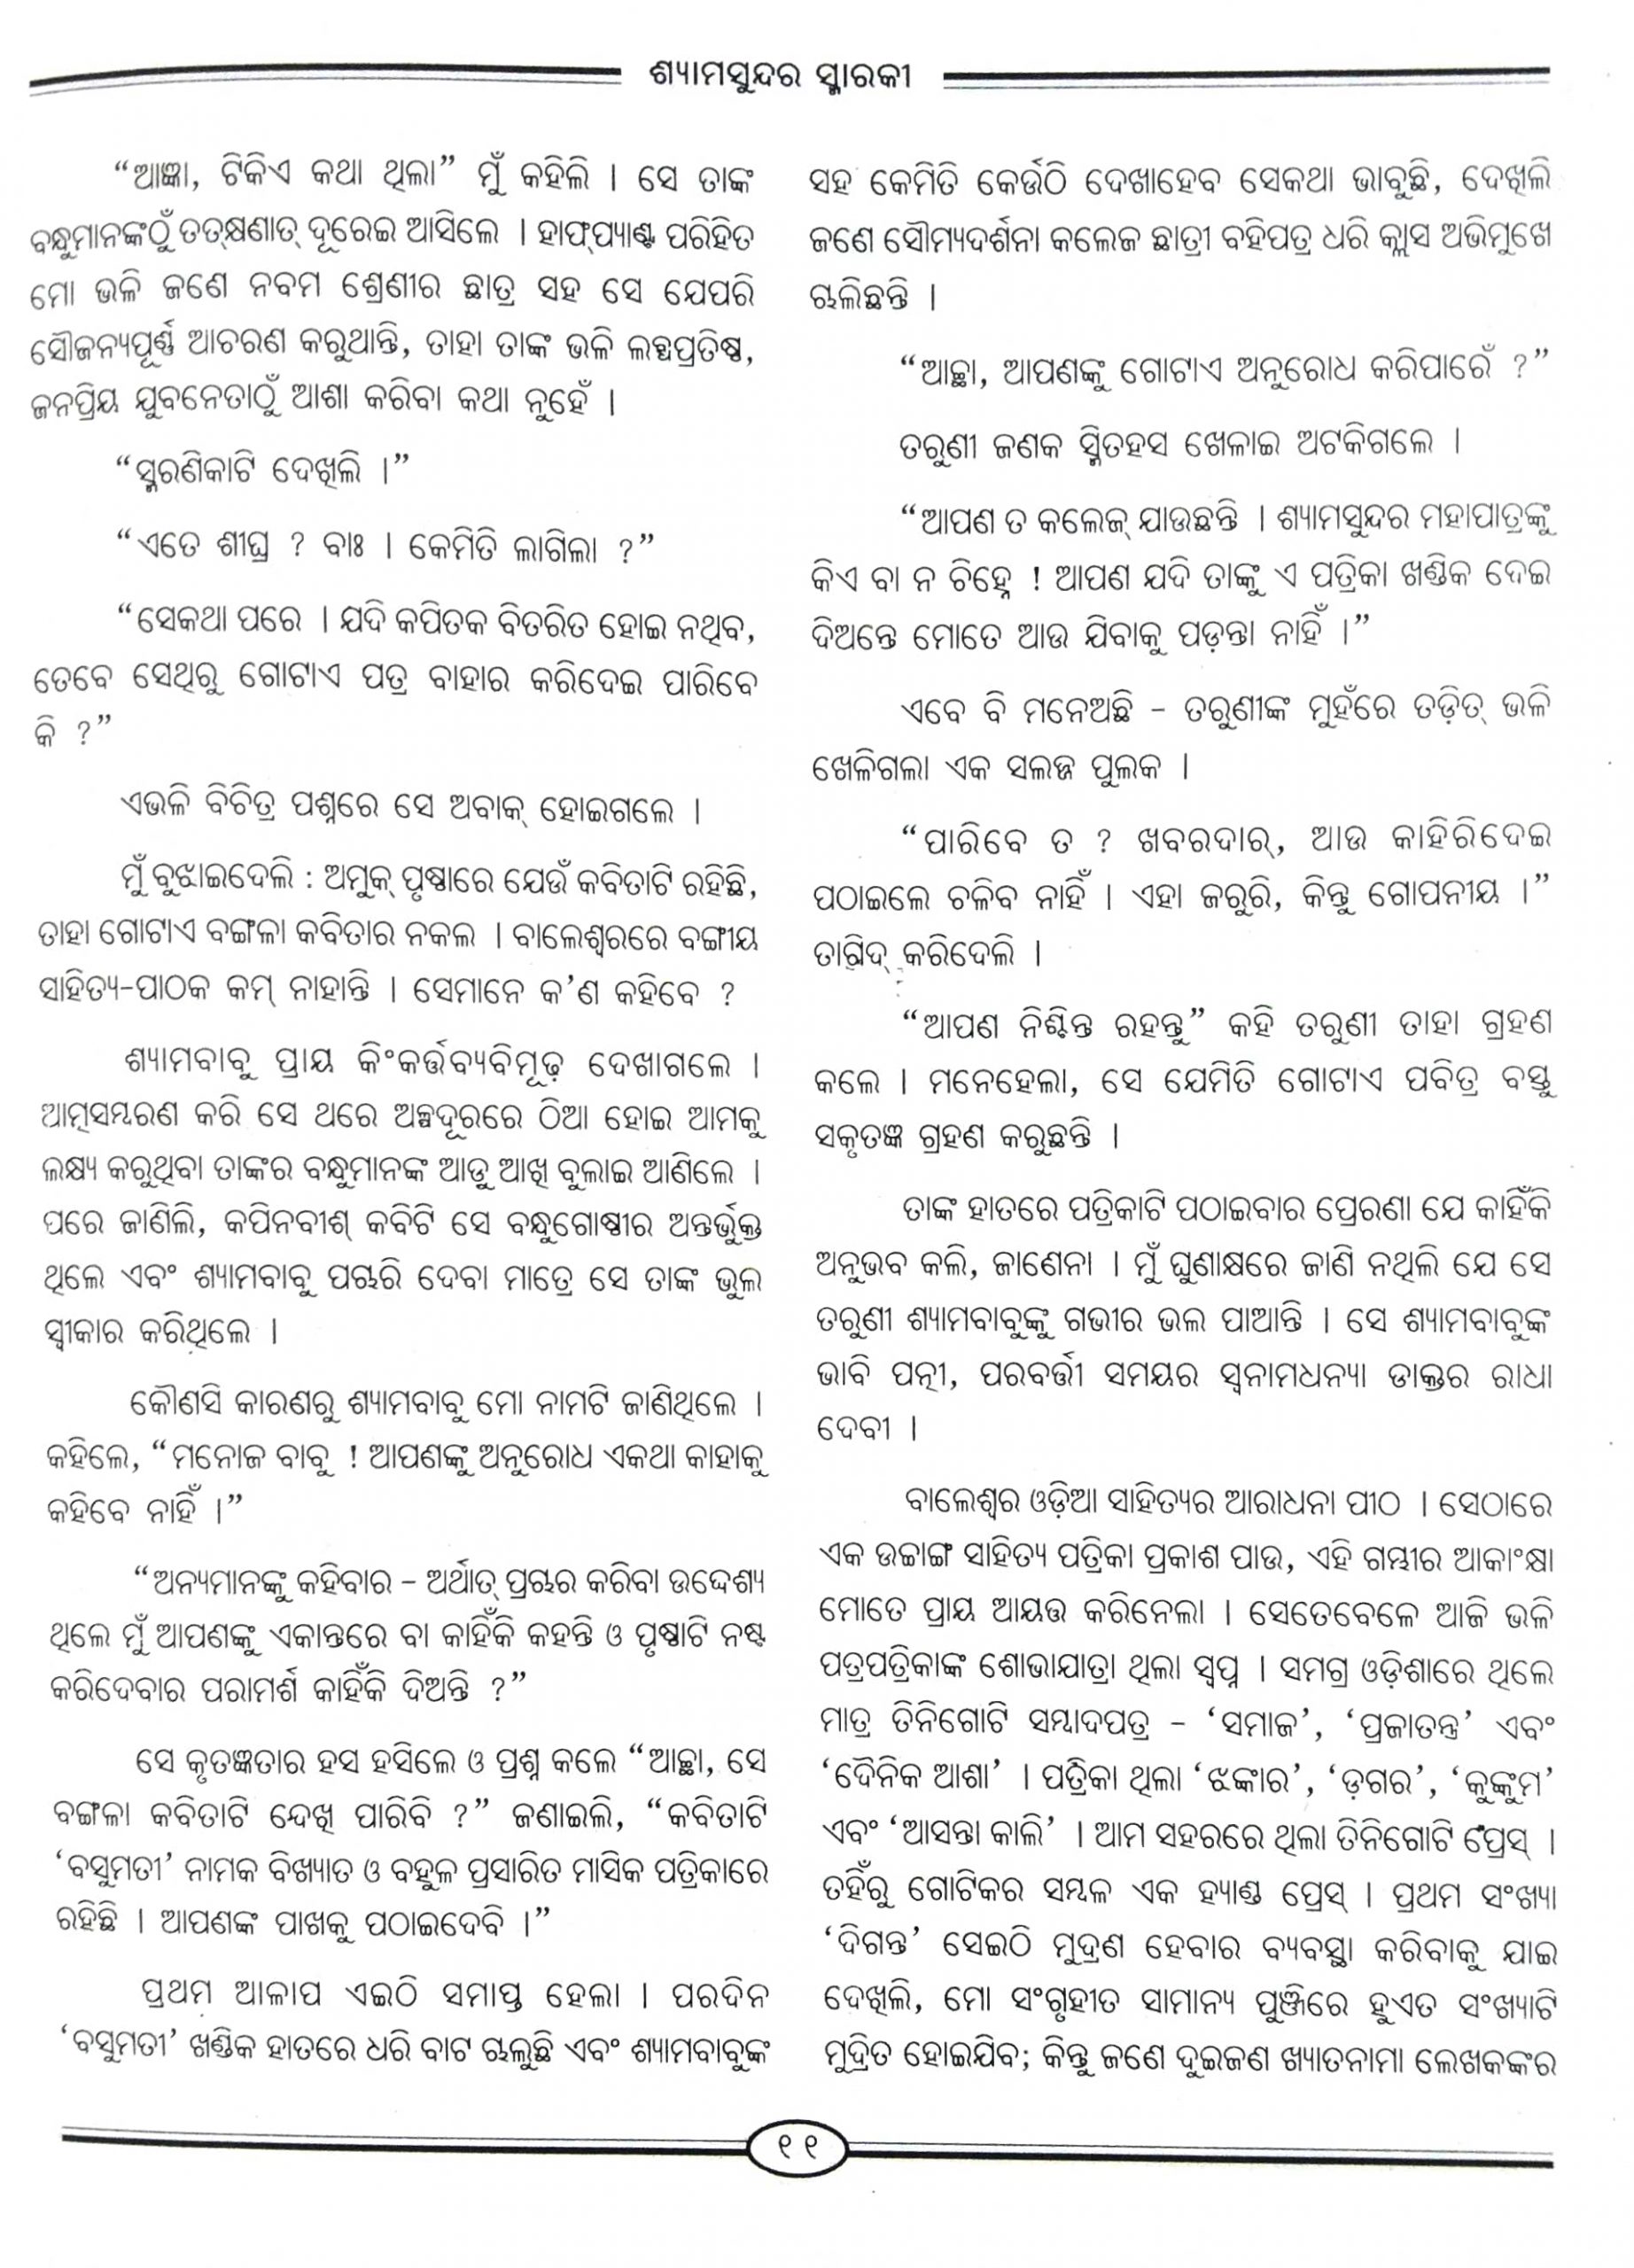 ଶ୍ୟାମସୁନ୍ଦର ସ୍ମାରକୀ
“ଆଜ୍ଞା, ଟିକିଏ କଥା ଥିଲା” ମୁଁ କହିଲି । ସେ ତାଙ୍କ
ବନ୍ଧୁମାନଙ୍କଠୁଁ ତତ୍‌କ୍ଷଣାତ୍ ଦୂରେଇ ଆସିଲେ । ହାଫ୍‌ପ୍ୟାଣ୍ଟ ପରିହିତ
ମୋ ଭଳି ଜଣେ ନବମ ଶ୍ରେଣୀର ଛାତ୍ର ସହ ସେ ଯେପରି
ସୌଜନ୍ୟପୂର୍ଣ୍ଣ ଆଚରଣ କରୁଥାନ୍ତି, ତାହା ତାଙ୍କ ଭଳି ଲବ୍ଧପ୍ରତିଷ୍ଠ,
ଜନପ୍ରିୟ ଯୁବନେତାଠୁଁ ଆଶା କରିବା କଥା ନୁହେଁ ।
“ସ୍ମରଣିକାଟି ଦେଖିଲି ।”
“ଏତେ ଶୀଘ୍ର ? ବାଃ । କେମିତି ଲାଗିଲା ?”
“ସେକଥା ପରେ । ଯଦି କପିତକ ବିତରିତ ହୋଇ ନଥିବ,
ତେବେ ସେଥିରୁ ଗୋଟାଏ ପତ୍ର ବାହାର କରିଦେଇ ପାରିବେ
କି ?”
ଏଭଳି ବିଚିତ୍ର ପଶ୍ନରେ ସେ ଅବାକ୍ ହୋଇଗଲେ ।
ମୁଁ ବୁଝାଇଦେଲି : ଅମୁକ୍ ପୃଷ୍ଠାରେ ଯେଉଁ କବିତାଟି ରହିଛି,
ତାହା ଗୋଟାଏ ବଙ୍ଗଳା କବିତାର ନକଲ । ବାଲେଶ୍ୱରରେ ବଙ୍ଗୀୟ
ସାହିତ୍ୟ-ପାଠକ କମ୍ ନାହାନ୍ତି । ସେମାନେ କ’ଣ କହିବେ ?
ଶ୍ୟାମବାବୁ ପ୍ରାୟ କିଂକର୍ତ୍ତବ୍ୟବିମୂଢ଼ ଦେଖାଗଲେ ।
ଆତ୍ମସମ୍ବରଣ କରି ସେ ଥରେ ଅଳ୍ପଦୂରରେ ଠିଆ ହୋଇ ଆମକୁ
ଲକ୍ଷ୍ୟ କରୁଥିବା ତାଙ୍କର ବନ୍ଧୁମାନଙ୍କ ଆଡୁ ଆଖି ବୁଲାଇ ଆଣିଲେ ।
ପରେ ଜାଣିଲି, କପିନବୀଶ୍ କବିଟି ସେ ବନ୍ଧୁଗୋଷ୍ଠୀର ଅନ୍ତର୍ଭୁକ୍ତ
ଥିଲେ ଏବଂ ଶ୍ୟାମବାବୁ ପଚ୍ଚାରି ଦେବା ମାତ୍ରେ ସେ ତାଙ୍କ ଭୁଲ
ସ୍ୱୀକାର କରିଥିଲେ ।
କୌଣସି କାରଣରୁ ଶ୍ୟାମବାବୁ ମୋ ନାମଟି ଜାଣିଥିଲେ ।
କହିଲେ, “ମନୋଜ ବାବୁ ! ଆପଣଙ୍କୁ ଅନୁରୋଧ ଏକଥା କାହାକୁ
କହିବେ ନାହିଁ ।”
“ଅନ୍ୟମାନଙ୍କୁ କହିବାର – ଅର୍ଥାତ୍ ପ୍ରଚାର କରିବା ଉଦ୍ଦେଶ୍ୟ
ଥିଲେ ମୁଁ ଆପଣଙ୍କୁ ଏକାନ୍ତରେ ବା କାହିଁକି କହନ୍ତି ଓ ପୃଷ୍ଠାଟି ନଷ୍ଟ
କରିଦେବାର ପରାମର୍ଶ କାହିଁକି ଦିଅନ୍ତି ?”
ସେ କୃତଜ୍ଞତାର ହସ ହସିଲେ ଓ ପ୍ରଶ୍ନ କଲେ “ଆଚ୍ଛା, ସେ
ବଙ୍ଗଳା କବିତାଟି ଦେଖି ପାରିବି ?” ଜଣାଇଲି, “କବିତାଟି
‘ବସୁମତୀ’ ନାମକ ବିଖ୍ୟାତ ଓ ବହୁଳ ପ୍ରସାରିତ ମାସିକ ପତ୍ରିକାରେ
ରହିଛି । ଆପଣଙ୍କ ପାଖକୁ ପଠାଇଦେବି ।”
ପ୍ରଥମ ଆଳାପ ଏଇଠି ସମାପ୍ତ ହେଲା । ପରଦିନ
‘ବସୁମତୀ’ ଖଣ୍ଡିକ ହାତରେ ଧରି ବାଟ ଚାଲୁଛି ଏବଂ ଶ୍ୟାମବାବୁଙ୍କ
ସହ କେମିତି କେଉଁଠି ଦେଖାହେବ ସେକଥା ଭାବୁଛି, ଦେଖିଲି
ଜଣେ ସୌମ୍ୟଦର୍ଶନା କଲେଜ ଛାତ୍ରୀ ବହିପତ୍ର ଧରି କ୍ଲାସ ଅଭିମୁଖେ
ଚାଲିଛନ୍ତି ।
“ଆଚ୍ଛା, ଆପଣଙ୍କୁ ଗୋଟାଏ ଅନୁରୋଧ କରିପାରେଁ ?”
ତରୁଣୀ ଜଣକ ସ୍ମିତହସ ଖେଳାଇ ଅଟକିଗଲେ ।
“ଆପଣ ତ କଲେଜ୍ ଯାଉଛନ୍ତି । ଶ୍ୟାମସୁନ୍ଦର ମହାପାତ୍ରଙ୍କୁ
କିଏ ବା ନ ଚିହ୍ନେ ! ଆପଣ ଯଦି ତାଙ୍କୁ ଏ ପତ୍ରିକା ଖଣ୍ଡିକ ଦେଇ
ଦିଅନ୍ତେ ମୋତେ ଆଉ ଯିବାକୁ ପଡ଼ନ୍ତା ନାହିଁ ।”
ଏବେ ବି ମନେଅଛି – ତରୁଣୀଙ୍କ ମୁହଁରେ ତଡ଼ିତ୍ ଭଳି
ଖେଳିଗଲା ଏକ ସଲଜ୍ଜ ପୁଲକ ।
“ପାରିବେ ତ ? ଖବରଦାର୍, ଆଉ କାହିରିଦେଇ
ପଠାଇଲେ ଚଳିବ ନାହିଁ । ଏହା ଜରୁରି, କିନ୍ତୁ ଗୋପନୀୟ ।”
ତାଗିଦ୍ କରିଦେଲି ।
“ଆପଣ ନିଶ୍ଚିନ୍ତ ରହନ୍ତୁ” କହି ତରୁଣୀ ତାହା ଗ୍ରହଣ
କଲେ । ମନେହେଲା, ସେ ଯେମିତି ଗୋଟାଏ ପବିତ୍ର ବସ୍ତୁ
ସକୃତଜ୍ଞ ଗ୍ରହଣ କରୁଛନ୍ତି ।
ତାଙ୍କ ହାତରେ ପତ୍ରିକାଟି ପଠାଇବାର ପ୍ରେରଣା ଯେ କାହିଁକି
ଅନୁଭବ କଲି, ଜାଣେନା । ମୁଁ ଘୁଣାକ୍ଷରେ ଜାଣି ନଥିଲି ଯେ ସେ
ତରୁଣୀ ଶ୍ୟାମବାବୁଙ୍କୁ ଗଭୀର ଭଲ ପାଆନ୍ତି । ସେ ଶ୍ୟାମବାବୁଙ୍କ
ଭାବି ପତ୍ନୀ, ପରବର୍ତ୍ତୀ ସମୟର ସ୍ୱନାମଧନ୍ୟା ଡାକ୍ତର ରାଧା
ଦେବୀ ।
ବାଲେଶ୍ୱର ଓଡ଼ିଆ ସାହିତ୍ୟର ଆରାଧନା ପୀଠ । ସେଠାରେ
ଏକ ଉଚ୍ଚାଙ୍ଗ ସାହିତ୍ୟ ପତ୍ରିକା ପ୍ରକାଶ ପାଉ, ଏହି ଗମ୍ଭୀର ଆକାଂକ୍ଷା
ମୋତେ ପ୍ରାୟ ଆୟତ୍ତ କରିନେଲା । ସେତେବେଳେ ଆଜି ଭଳି
ପତ୍ରପତ୍ରିକାଙ୍କ ଶୋଭାଯାତ୍ରା ଥିଲା ସ୍ୱପ୍ନ । ସମଗ୍ର ଓଡ଼ିଶାରେ ଥିଲେ
ମାତ୍ର ତିନିଗୋଟି ସମ୍ବାଦପତ୍ର – ‘ସମାଜ’, ‘ପ୍ରଜାତନ୍ତ୍ର’ ଏବଂ
‘ଦୈନିକ ଆଶା’ । ପତ୍ରିକା ଥିଲା ‘ଝଙ୍କାର’, ‘ଡ଼ଗର’, ‘କୁଙ୍କୁମ’
ଏବଂ ‘ଆସନ୍ତା କାଲି’ । ଆମ ସହରରେ ଥିଲା ତିନିଗୋଟି ପ୍ରେସ୍ ।
ତହିଁରୁ ଗୋଟିକର ସମ୍ବଳ ଏକ ହ୍ୟାଣ୍ଡ ପ୍ରେସ୍ । ପ୍ରଥମ ସଂଖ୍ୟା
‘ଦିଗନ୍ତ’ ସେଇଠି ମୁଦ୍ରଣ ହେବାର ବ୍ୟବସ୍ଥା କରିବାକୁ ଯାଇ
ଦେଖିଲି, ମୋ ସଂଗୃହୀତ ସାମାନ୍ୟ ପୁଞ୍ଜିରେ ହୁଏତ ସଂଖ୍ୟାଟି
ମୁଦ୍ରିତ ହୋଇଯିବ; କିନ୍ତୁ ଜଣେ ଦୁଇଜଣ ଖ୍ୟାତନାମା ଲେଖକଙ୍କର
୧୧